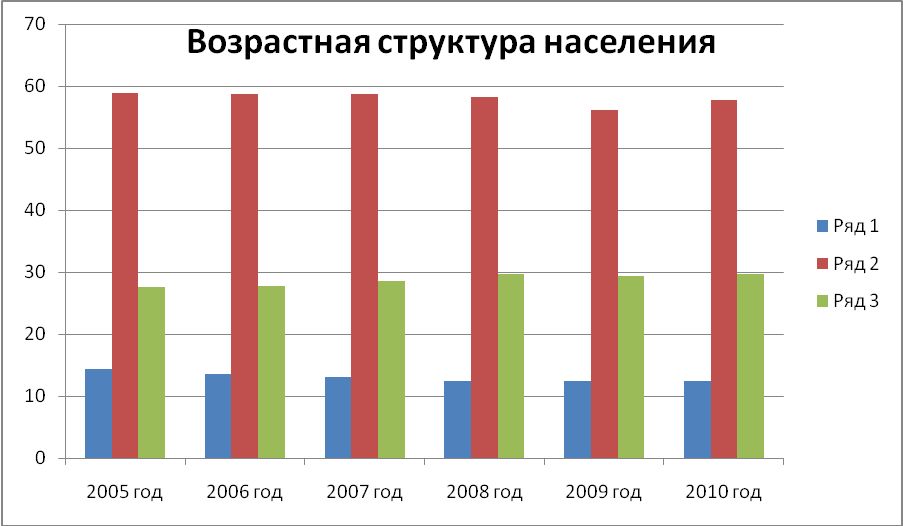 Возрастная структура населения
70
60
50
40
30
20
10
0
2005 год
2006 год
2007 год
2008 год
2009 год
2010 год
Ряд 1
Ряд 2
Ряд 3